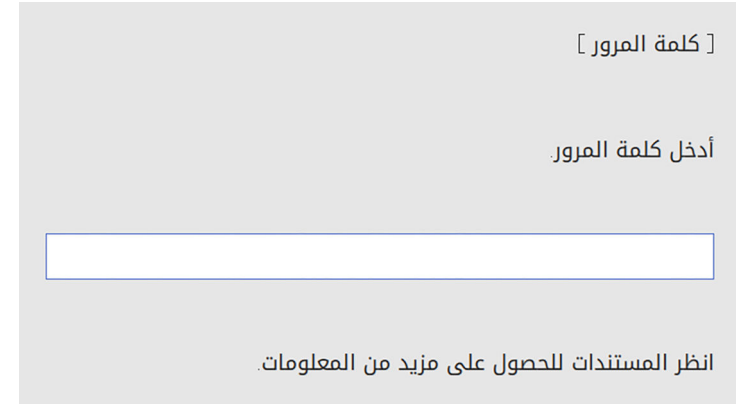 [ كلمة المرور ]
أدخل كلمة المرور.
انظر المستندات للحصول على مزيد من المعلومات.